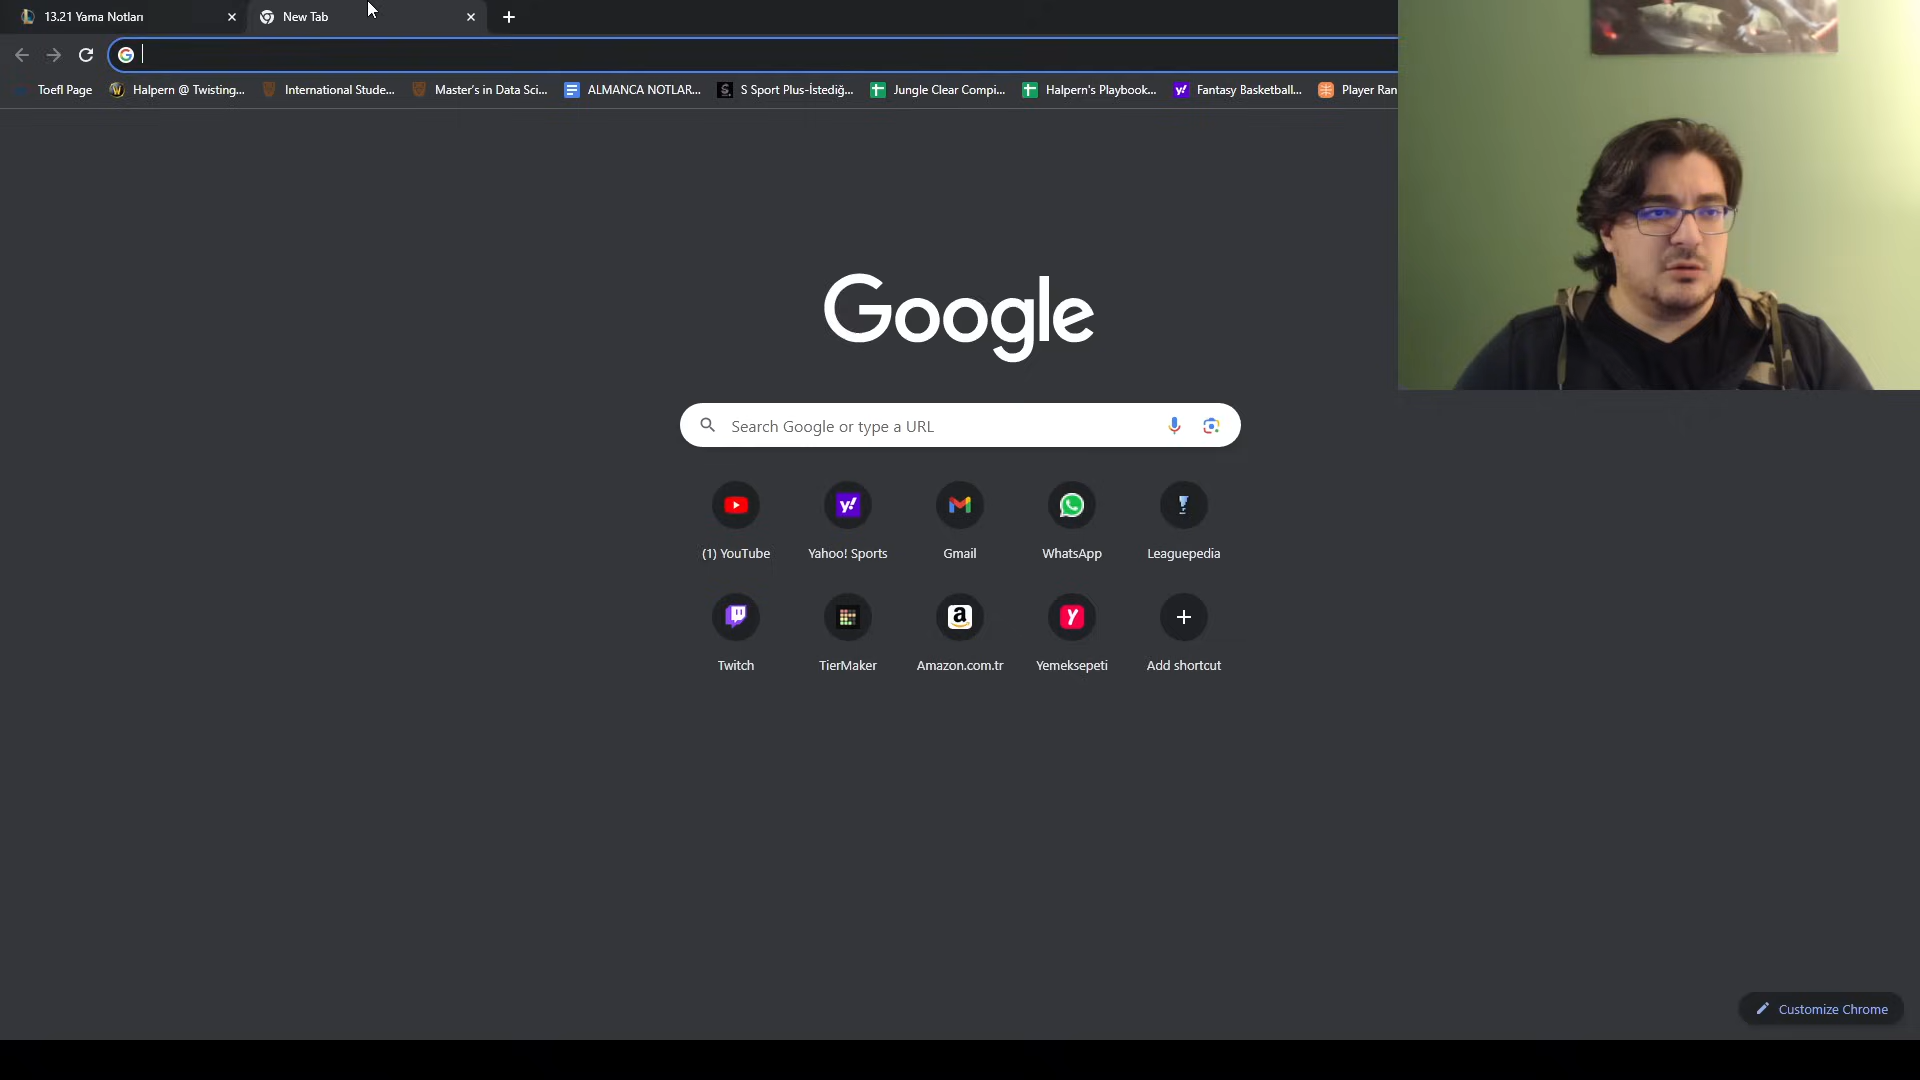 13.21 Yama Notları
New Tab
Toefl Page
Halpern @ Twisting...
International Stude...
Master's in Data Sci...
ALMANCA NOTLAR...
S Sport Plus-İstediğ...
Jungle Clear Compi...
Halpern's Playbook...
Fantasy Basketball...
Player Ran
Google
Search Google or type a URL
(1) YouTube
Yahoo! Sports
Gmail
WhatsApp
Leaguepedia
Twitch
TierMaker
Amazon.com.tr
Yemeksepeti
Add shortcut
Customize Chrome